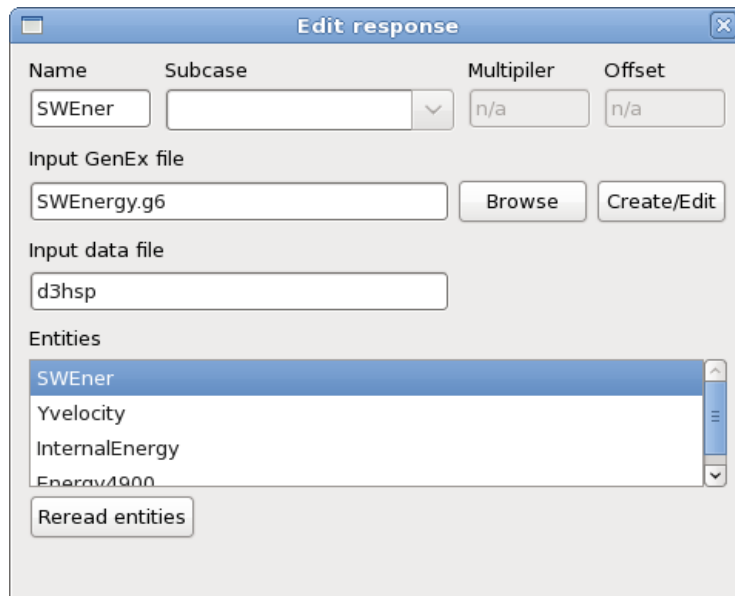 Edit response
Name Subcase Multipiler Offset
SWEner n/a n/a
Input GenEx file
SWEnergy.g6 Browse Create/Edit
Input data file
d3hsp
Entities
SWEner
Yvelocity
InternalEnergy
Energy4900
Reread entities